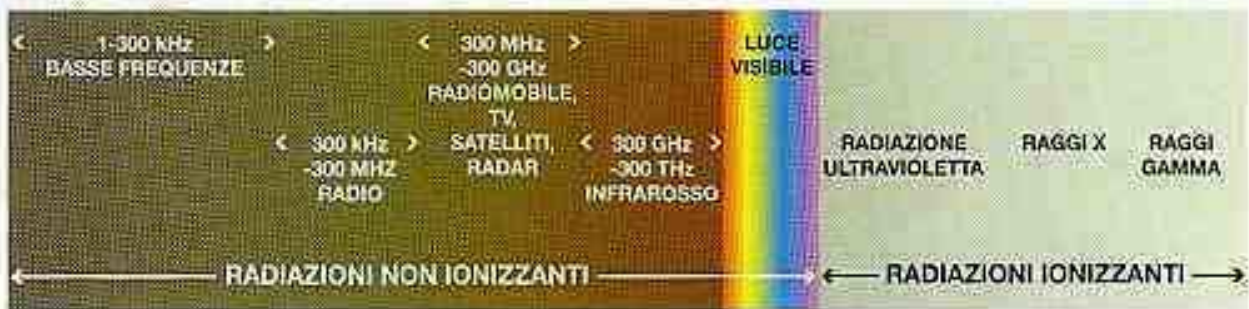 1-300 kHz
BASSE FREQUENZE
300 kHz
-300 MHZ
RADIO
300 MHz
-300 GHz
RADIOMOBILE,
TV,
SATELLITI,
RADAR
300 GHz
-300 THz
INFRAROSSO
LUCE
VISIBILE
RADIAZIONE
ULTRAVIOLETTA
RAGGI X
RAGGI
GAMMA
RADIAZIONI NON IONIZZANTI
RADIAZIONI IONIZZANTI